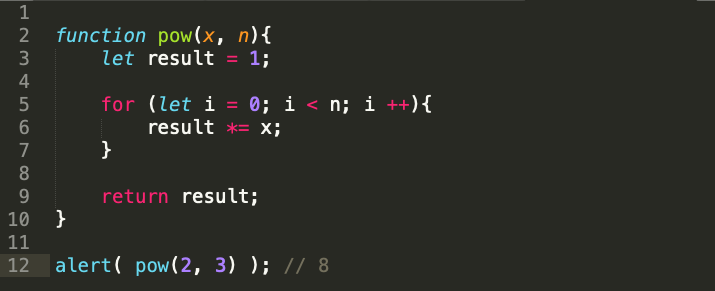 1
2 function pow(x, n){
3 let result = 1;
4
5 for (let i = 0; i < n; i ++){
6 result *= x;
7 }
8
9 return result;
10 }
11
12 alert( pow(2, 3) ); // 8